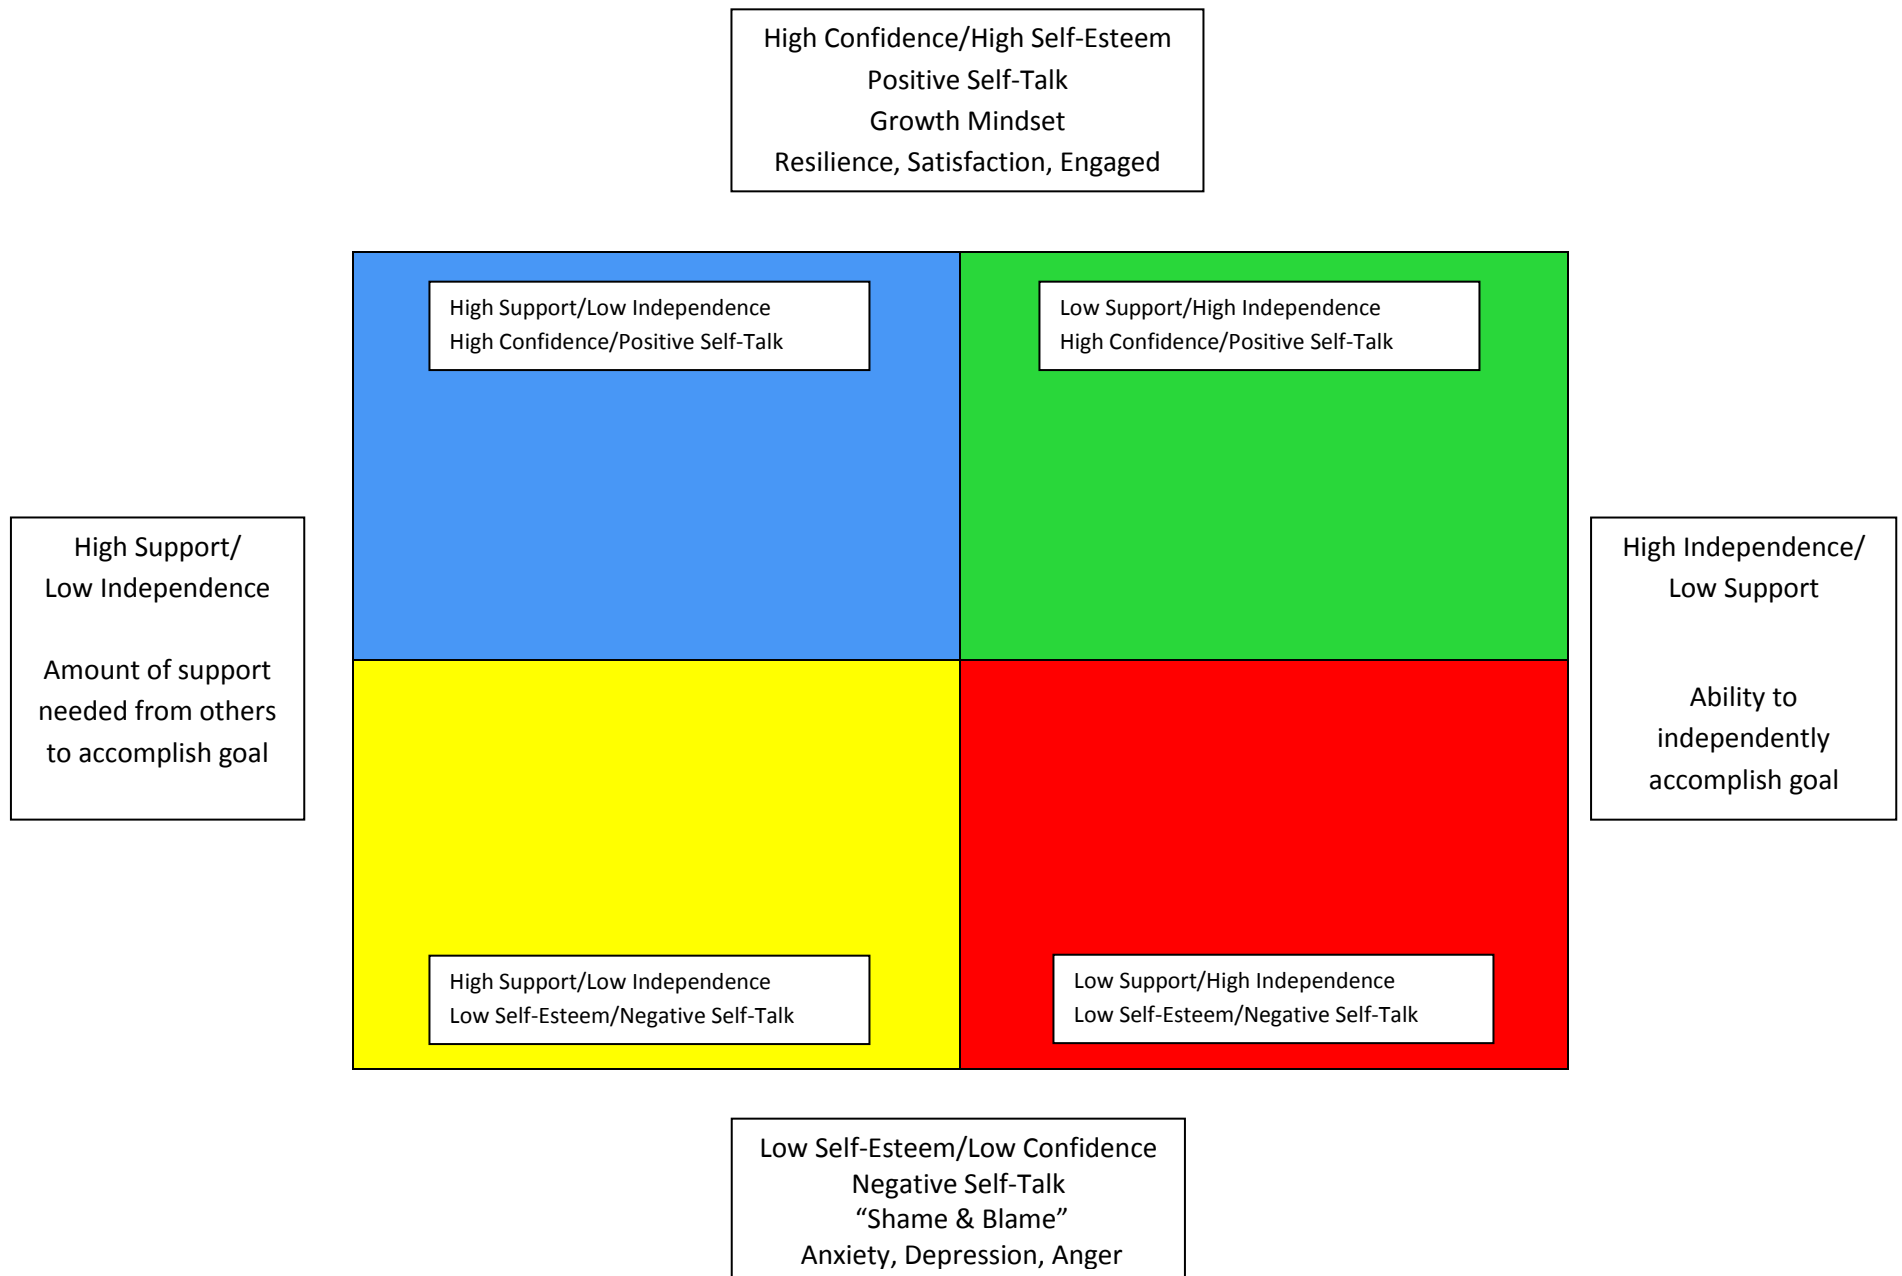 High Confidence/High Self-Esteem
Positive Self-Talk
Growth Mindset
Resilience, Satisfaction, Engaged
High Support/Low Independence
High Confidence/Positive Self-Talk
Low Support/High Independence
High Confidence/Positive Self-Talk
High Support/
Low Independence
Amount of support
needed from others
to accomplish goal
High Independence/
Low Support
Ability to
independently
accomplish goal
High Support/Low Independence
Low Self-Esteem/Negative Self-Talk
Low Support/High Independence
Low Self-Esteem/Negative Self-Talk
Low Self-Esteem/Low Confidence
Negative Self-Talk
“Shame & Blame”
Anxiety, Depression, Anger